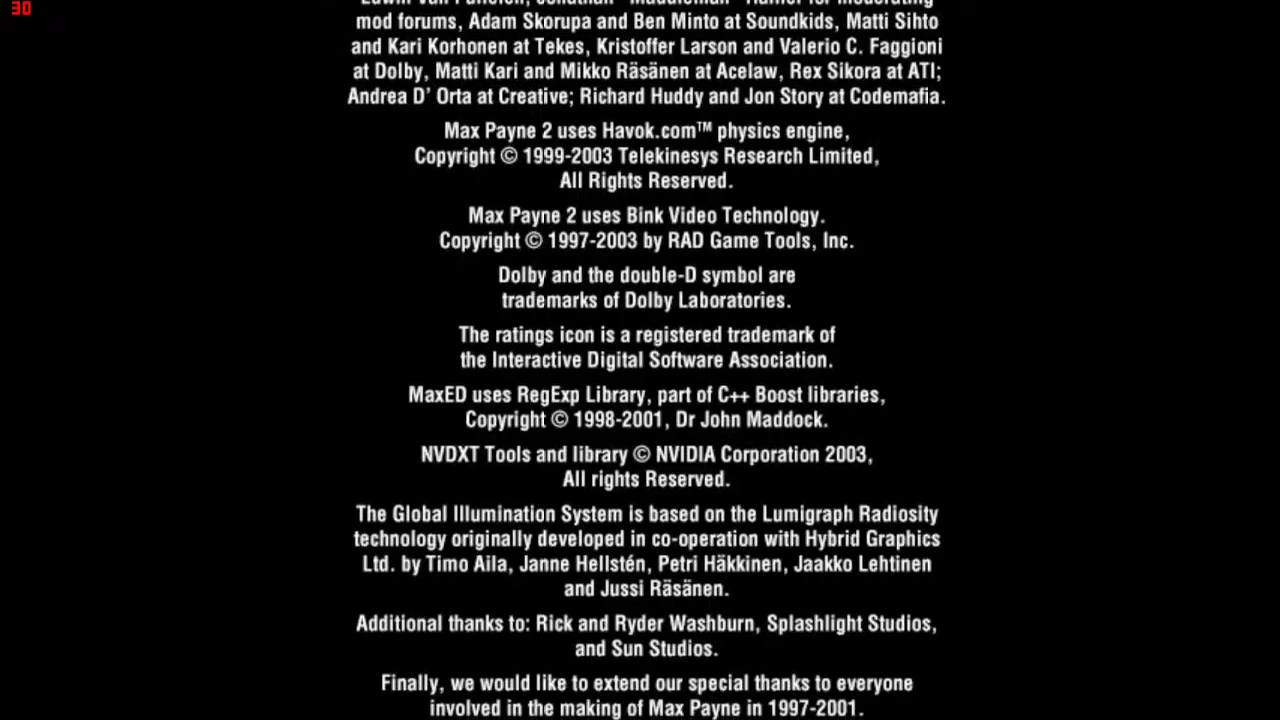 30
mod forums, Adam Skorupa and Ben Minto at Soundkids, Matti Sihto
and Kari Korhonen at Tekes, Kristoffer Larson and Valerio C. Faggioni
at Dolby, Matti Kari and Mikko Räsänen at Acelaw, Rex Sikora at ATI;
Andrea D' Orta at Creative; Richard Huddy and Jon Story at Codemafia.
Max Payne 2 uses Havok.com™ physics engine,
Copyright © 1999-2003 Telekinesys Research Limited,
All Rights Reserved.
Max Payne 2 uses Bink Video Technology.
Copyright © 1997-2003 by RAD Game Tools, Inc.
Dolby and the double-D symbol are
trademarks of Dolby Laboratories.
The ratings icon is a registered trademark of
the Interactive Digital Software Association.
MaxED uses RegExp Library, part of C++ Boost libraries,
Copyright © 1998-2001, Dr John Maddock.
NVDXT Tools and library © NVIDIA Corporation 2003,
All rights Reserved.
The Global Illumination System is based on the Lumigraph Radiosity
technology originally developed in co-operation with Hybrid Graphics
Ltd. by Timo Aila, Janne Hellstén, Petri Häkkinen, Jaakko Lehtinen
and Jussi Räsänen.
Additional thanks to: Rick and Ryder Washburn, Splashlight Studios,
and Sun Studios.
Finally, we would like to extend our special thanks to everyone
involved in the making of Max Payne in 1997-2001.